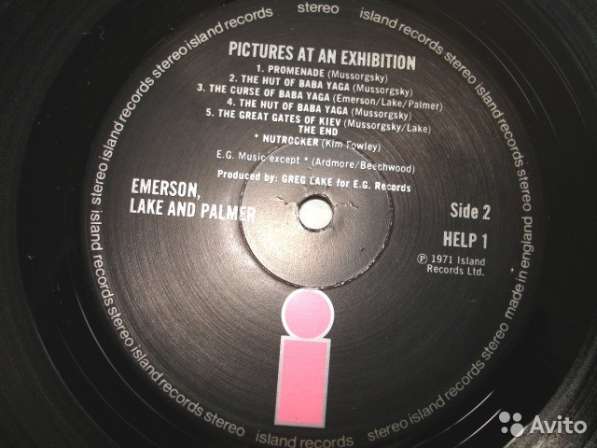 PICTURES AT AN EXHIBITION
1. PROMENADE (Mussorgsky)
2. THE HUT OF BABA YAGA (Mussorgsky)
3. THE CURSE OF BABA YAGA (Emerson/Lake/Palmer)
4. THE HUT OF BABA YAGA (Mussorgsky)
5. THE GREAT GATES OF KIEV (Mussorgsky/Lake)
THE END
* NUTROCKER (Kim Fowley)
E.G. Music except * (Ardmore/Beechwood)
Produced by: GREG LAKE for E.G. Records
EMERSON,
LAKE AND PALMER
Side 2
HELP 1
℗ 1971 Island
Records Ltd.
i
stereo island records stereo island records stereo island records stereo island records stereo island records stereo made in england stereo island records stereo island records
Avito